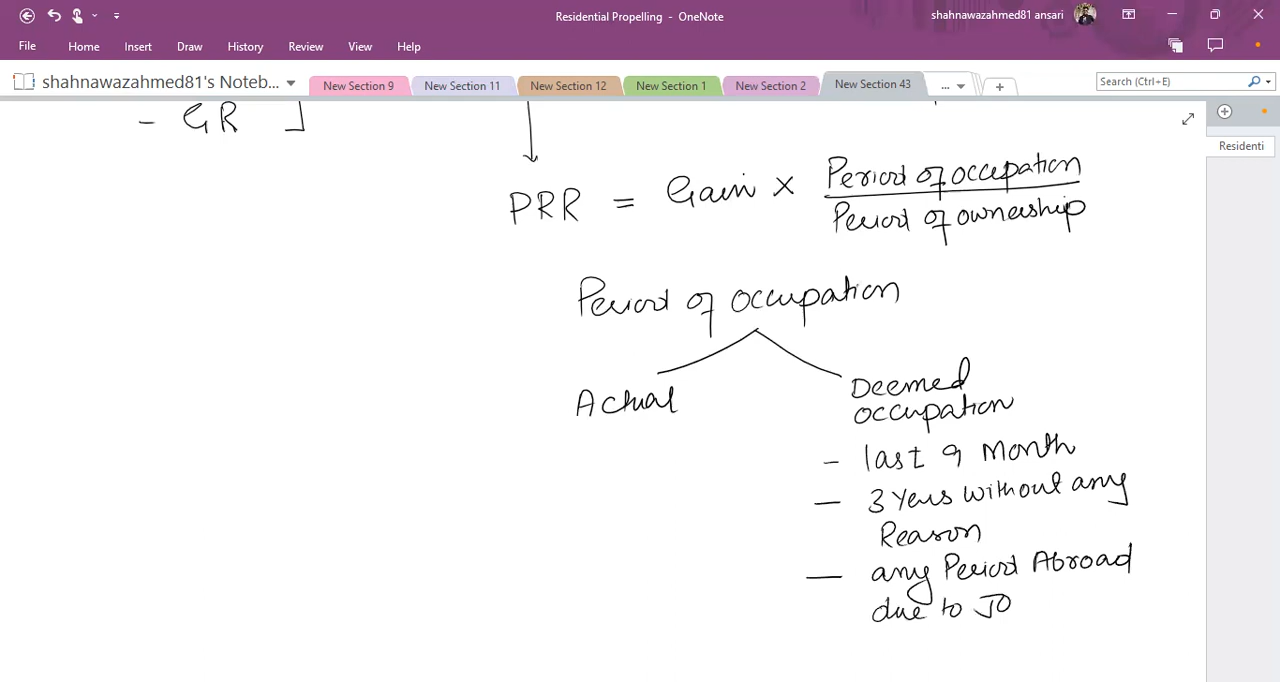 Residential Propelling - OneNote
shahnawazahmed81 ansari
File Home Insert Draw History Review View Help
shahnawazahmed81's Noteb... New Section 9 New Section 11 New Section 12 New Section 1 New Section 2 New Section 43 ... Search (Ctrl+E)
Residenti
- GR ]
PRR = Gain × Period of occupation
Period of ownership
Period of occupation
Actual
Deemed
occupation
- last 9 Month
- 3 Years without any
Reason
- any Period Abroad
due to JO